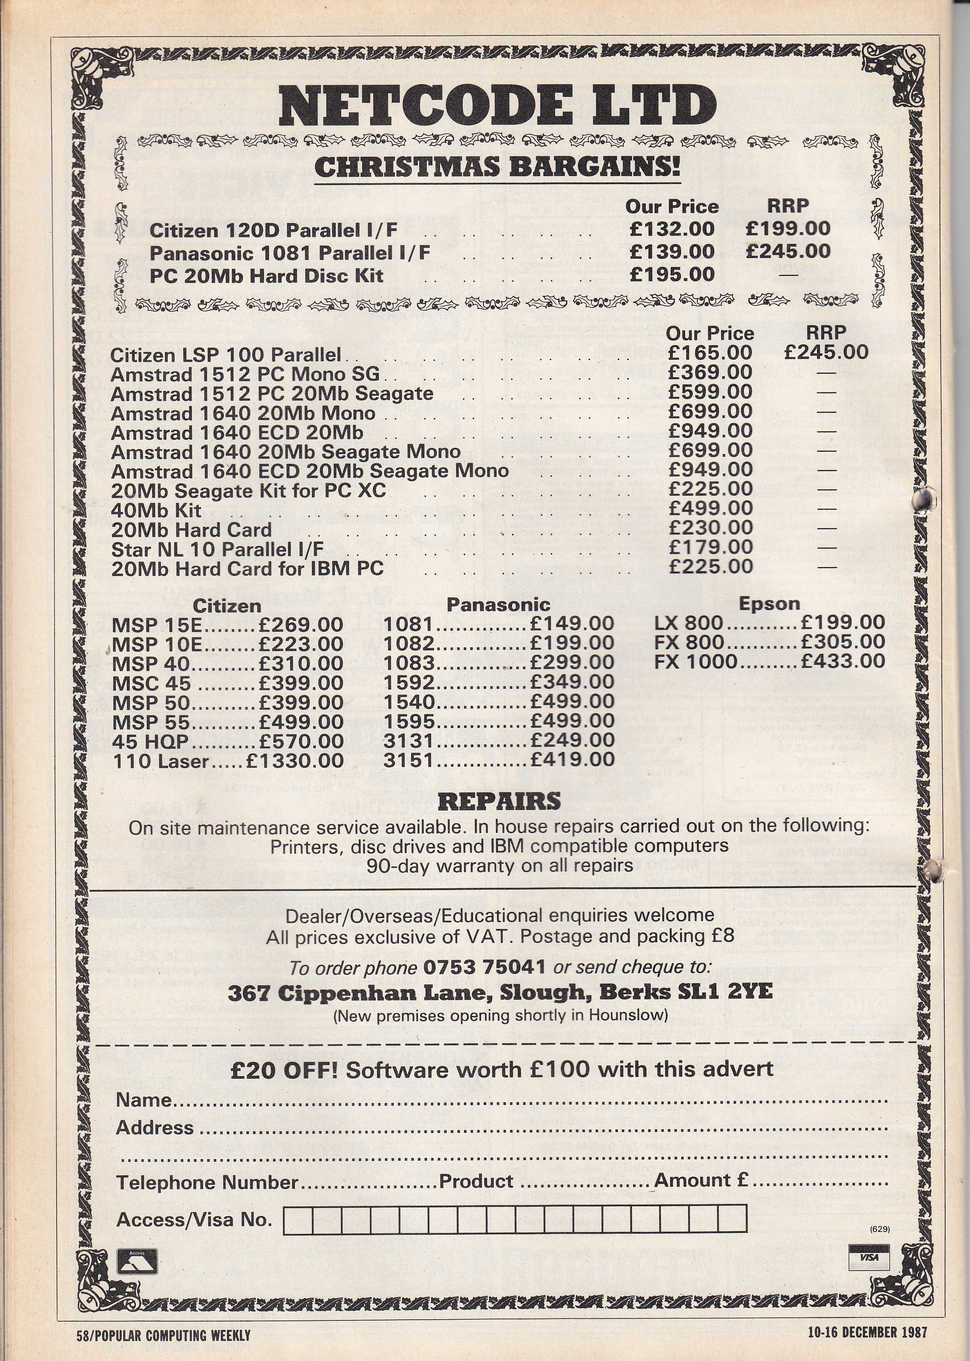 NETCODE LTD
CHRISTMAS BARGAINS!
Our Price RRP
Citizen 120D Parallel I/F .. .. .. .. .. £132.00 £199.00
Panasonic 1081 Parallel I/F .. .. .. .. £139.00 £245.00
PC 20Mb Hard Disc Kit .. .. .. .. .. £195.00 —
Our Price RRP
Citizen LSP 100 Parallel .. .. .. .. .. .. .. .. £165.00 £245.00
Amstrad 1512 PC Mono SG .. .. .. .. .. .. .. £369.00 —
Amstrad 1512 PC 20Mb Seagate .. .. .. .. .. £599.00 —
Amstrad 1640 20Mb Mono .. .. .. .. .. .. .. £699.00 —
Amstrad 1640 ECD 20Mb .. .. .. .. .. .. .. £949.00 —
Amstrad 1640 20Mb Seagate Mono .. .. .. .. £699.00 —
Amstrad 1640 ECD 20Mb Seagate Mono .. .. .. £949.00 —
20Mb Seagate Kit for PC XC .. .. .. .. .. .. £225.00 —
40Mb Kit .. .. .. .. .. .. .. .. .. .. .. £499.00 —
20Mb Hard Card .. .. .. .. .. .. .. .. .. £230.00 —
Star NL 10 Parallel I/F .. .. .. .. .. .. .. .. £179.00 —
20Mb Hard Card for IBM PC .. .. .. .. .. .. £225.00 —
Citizen Panasonic Epson
MSP 15E........£269.00 1081..............£149.00 LX 800...........£199.00
MSP 10E........£223.00 1082..............£199.00 FX 800...........£305.00
MSP 40..........£310.00 1083..............£299.00 FX 1000.........£433.00
MSC 45 .........£399.00 1592..............£349.00
MSP 50..........£399.00 1540..............£499.00
MSP 55..........£499.00 1595..............£499.00
45 HQP..........£570.00 3131..............£249.00
110 Laser.....£1330.00 3151..............£419.00
REPAIRS
On site maintenance service available. In house repairs carried out on the following:
Printers, disc drives and IBM compatible computers
90-day warranty on all repairs
Dealer/Overseas/Educational enquiries welcome
All prices exclusive of VAT. Postage and packing £8
To order phone 0753 75041 or send cheque to:
367 Cippenhan Lane, Slough, Berks SL1 2YE
(New premises opening shortly in Hounslow)
£20 OFF! Software worth £100 with this advert
Name..............................
Address ..............................
..............................
Telephone Number.....................Product ....................Amount £.....................
Access/Visa No.
(629)
Access
VISA
58/POPULAR COMPUTING WEEKLY 10-16 DECEMBER 1987